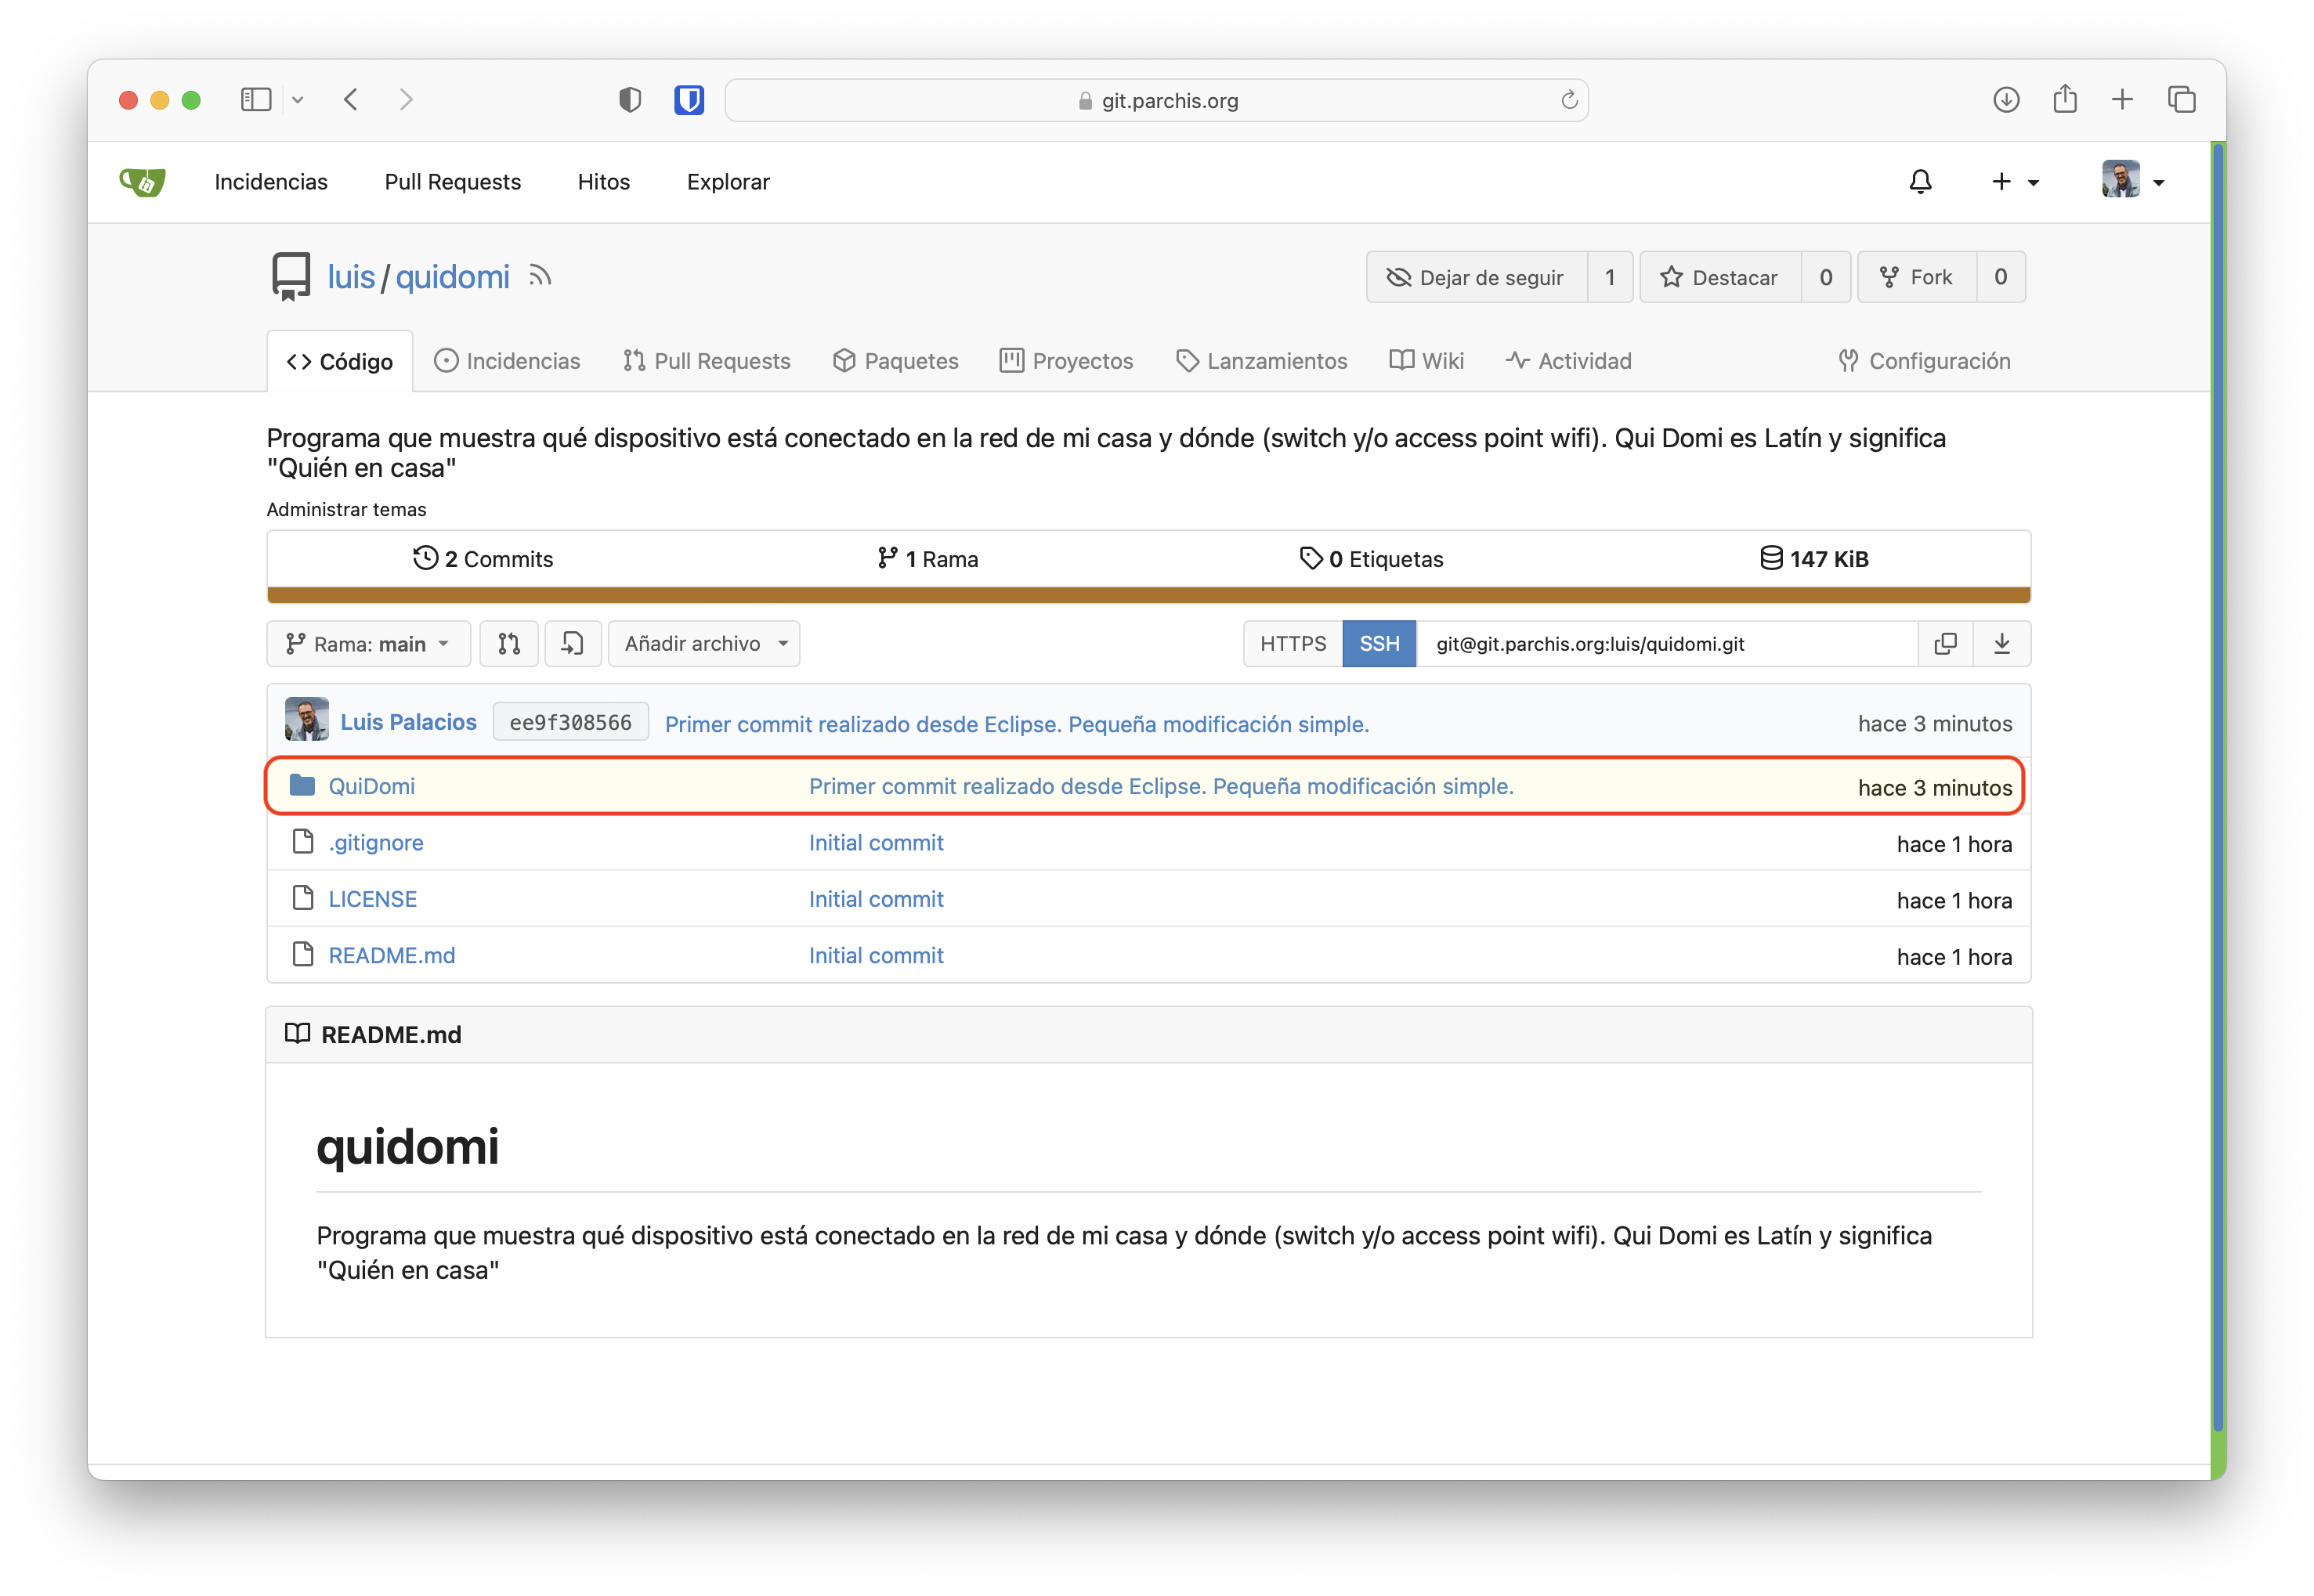 git.parchis.org
Incidencias Pull Requests Hitos Explorar
luis/quidomi Dejar de seguir 1 Destacar 0 Fork 0
Código Incidencias Pull Requests Paquetes Proyectos Lanzamientos Wiki Actividad Configuración
Programa que muestra qué dispositivo está conectado en la red de mi casa y dónde (switch y/o access point wifi). Qui Domi es Latín y significa
"Quién en casa"
Administrar temas
2 Commits 1 Rama 0 Etiquetas 147 KiB
Rama: main Añadir archivo HTTPS SSH git@git.parchis.org:luis/quidomi.git
Luis Palacios ee9f308566 Primer commit realizado desde Eclipse. Pequeña modificación simple. hace 3 minutos
QuiDomi Primer commit realizado desde Eclipse. Pequeña modificación simple. hace 3 minutos
.gitignore Initial commit hace 1 hora
LICENSE Initial commit hace 1 hora
README.md Initial commit hace 1 hora
README.md
quidomi
Programa que muestra qué dispositivo está conectado en la red de mi casa y dónde (switch y/o access point wifi). Qui Domi es Latín y significa
"Quién en casa"